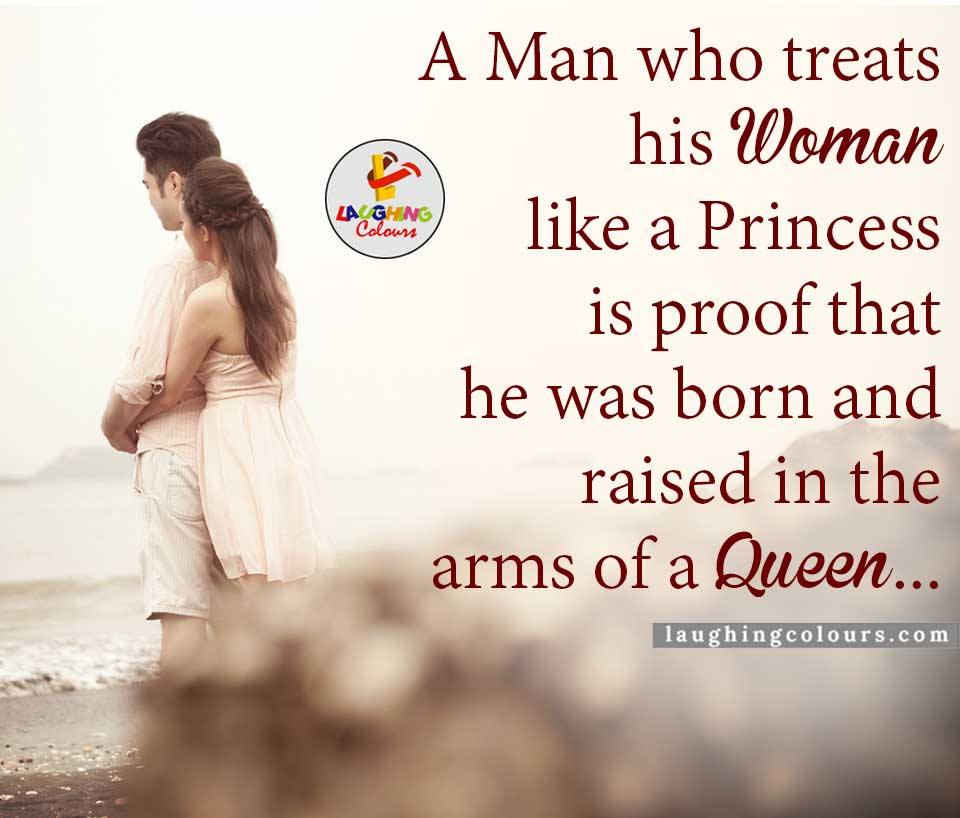 A Man who treats
his Woman
like a Princess
is proof that
he was born and
raised in the
arms of a Queen...
LAUGHING
Colours
laughingcolours.com